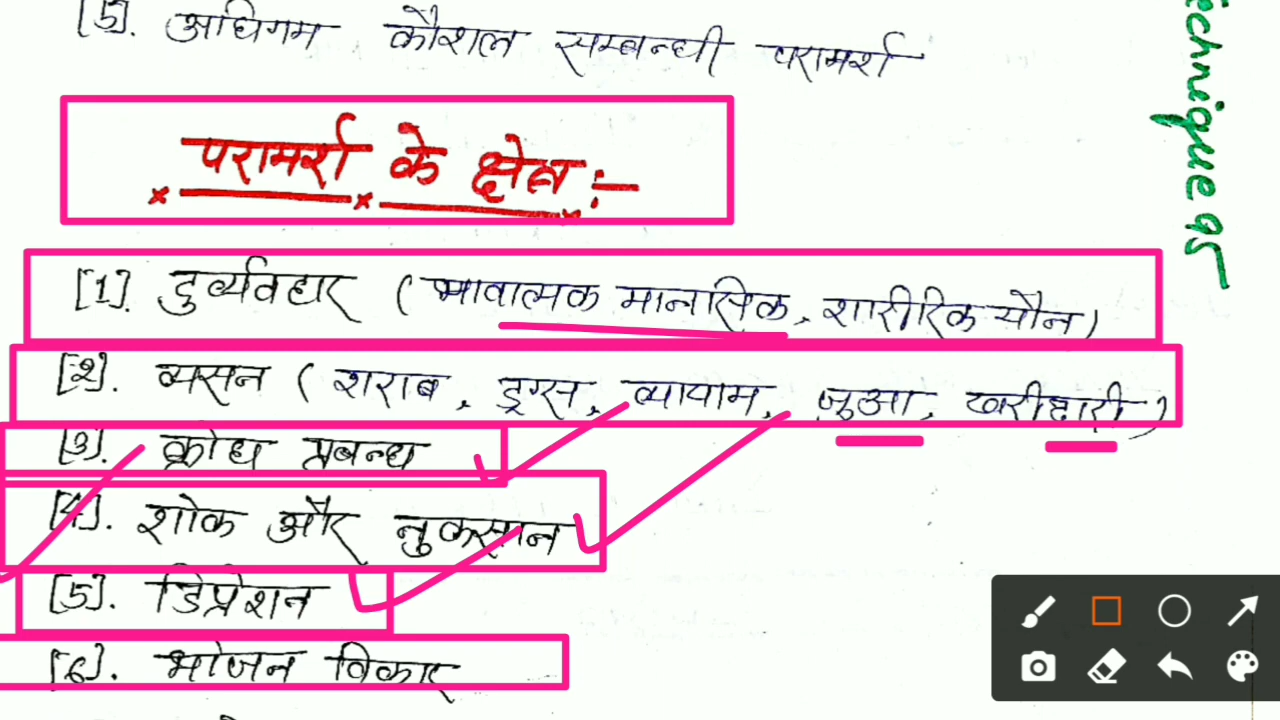 [5]. अधिगम कौशल सम्बन्धी परामर्श
परामर्श के क्षेत्र :-
[1]. दुर्व्यवहार (भावात्मक मानसिक, शारीरिक यौन)
[2]. व्यसन (शराब, ड्रग्स, व्यायाम, जुआ, खरीद्दारी)
[3]. क्रोध प्रबन्ध
[4]. शोक और नुकसान
[5]. डिप्रेशन
[6]. भोजन विकार
echnique 95